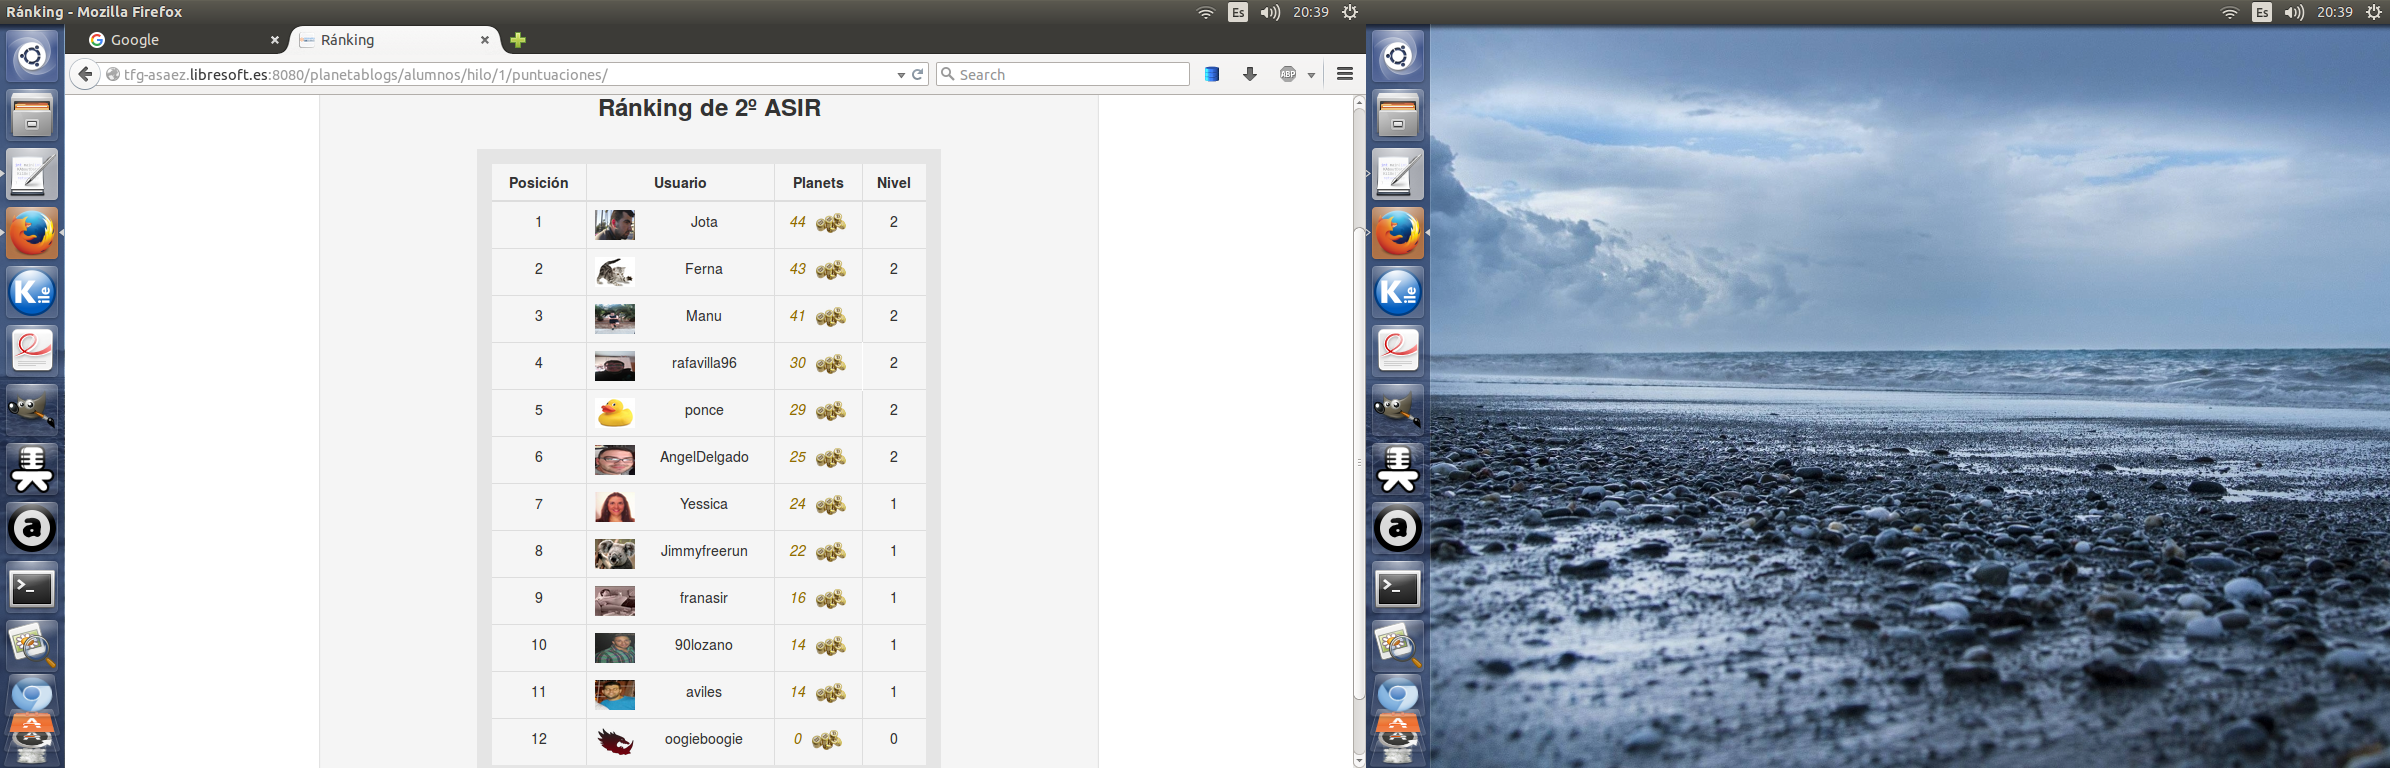 Ránking - Mozilla Firefox
Es
20:39
Es
20:39
Google
Ránking
tfg-asaez.libresoft.es:8080/planetablogs/alumnos/hilo/1/puntuaciones/
Search
ABP
Ránking de 2º ASIR
Posición Usuario Planets Nivel
1 Jota 44 2
2 Ferna 43 2
3 Manu 41 2
4 rafavilla96 30 2
5 ponce 29 2
6 AngelDelgado 25 2
7 Yessica 24 1
8 Jimmyfreerun 22 1
9 franasir 16 1
10 90lozano 14 1
11 aviles 14 1
12 oogieboogie 0 0
Kile
a
>_
Kile
a
>_